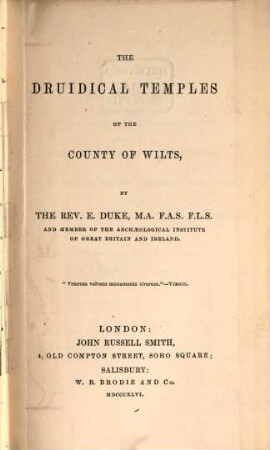 THE
DRUIDICAL TEMPLES
OF THE
COUNTY OF WILTS,
BY
THE REV. E. DUKE, M.A. F.A.S. F.L.S.
AND MEMBER OF THE ARCHÆOLOGICAL INSTITUTE
OF GREAT BRITAIN AND IRELAND.
"Veterum volvens monumenta virorum."—VIRGIL.
LONDON:
JOHN RUSSELL SMITH,
4, OLD COMPTON STREET, SOHO SQUARE;
SALISBURY:
W. B. BRODIE AND Co.
MDCCCXLVI.